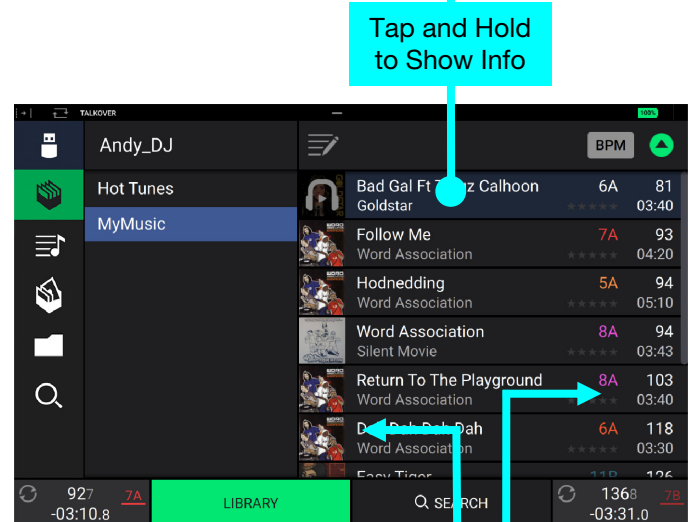 Tap and Hold
to Show Info
TALKOVER
100%
Andy_DJ
BPM
Hot Tunes
MyMusic
Bad Gal Ft Calhoon 6A 81
Goldstar 03:40
Follow Me 7A 93
Word Association 04:20
Hodnedding 5A 94
Word Association 05:10
Word Association 8A 94
Silent Movie 03:43
Return To The Playground 8A 103
Word Association 03:40
Dah Dah Dah 6A 118
Word Association 03:30
Easy Tiger 11B 126
927 7A
-03:10.8
LIBRARY
SEARCH
1368 7B
-03:31.0